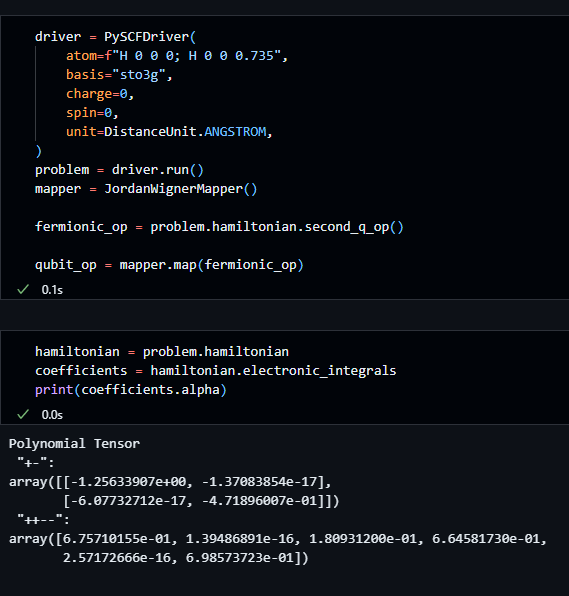 driver = PySCFDriver(
    atom=f"H 0 0 0; H 0 0 0.735",
    basis="sto3g",
    charge=0,
    spin=0,
    unit=DistanceUnit.ANGSTROM,
)
problem = driver.run()
mapper = JordanWignerMapper()
fermionic_op = problem.hamiltonian.second_q_op()
qubit_op = mapper.map(fermionic_op)
✓ 0.1s
hamiltonian = problem.hamiltonian
coefficients = hamiltonian.electronic_integrals
print(coefficients.alpha)
✓ 0.0s
Polynomial Tensor
 "+-":
array([[-1.25633907e+00, -1.37083854e-17],
       [-6.07732712e-17, -4.71896007e-01]])
 "++--":
array([6.75710155e-01, 1.39486891e-16, 1.80931200e-01, 6.64581730e-01,
       2.57172666e-16, 6.98573723e-01])